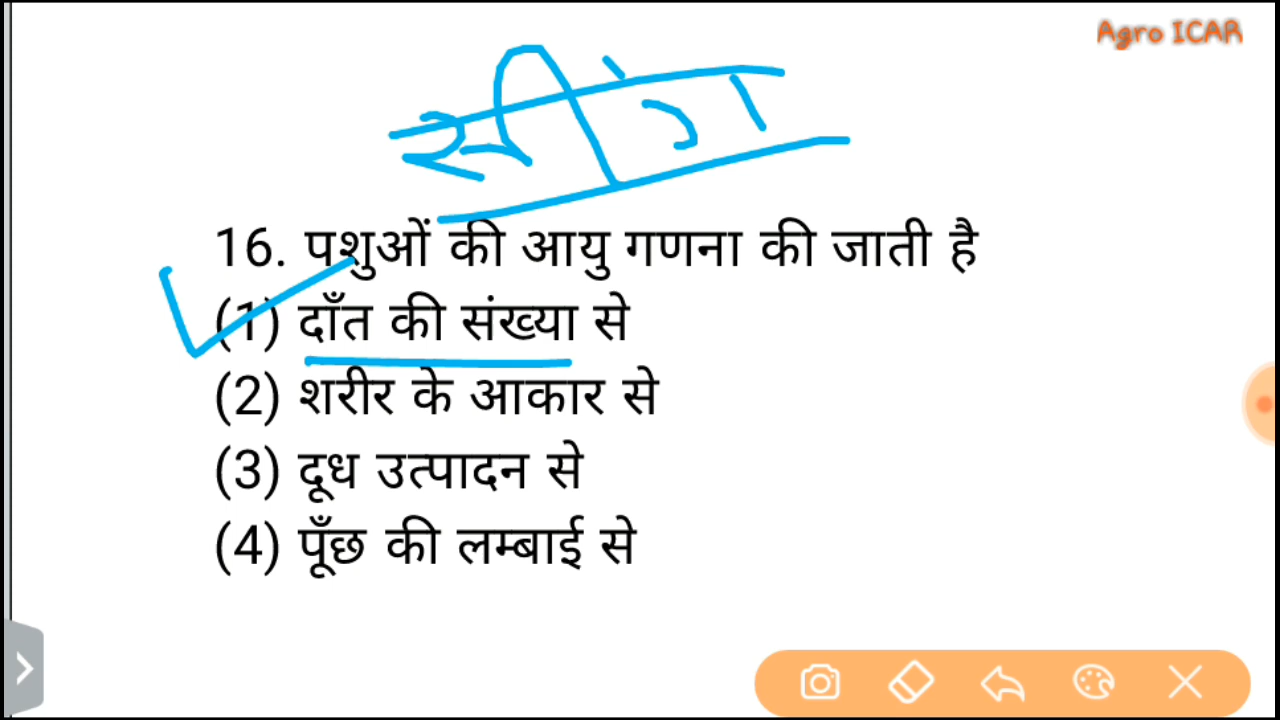 Agro ICAR
सींग
16. पशुओं की आयु गणना की जाती है
(1) दाँत की संख्या से
(2) शरीर के आकार से
(3) दूध उत्पादन से
(4) पूँछ की लम्बाई से